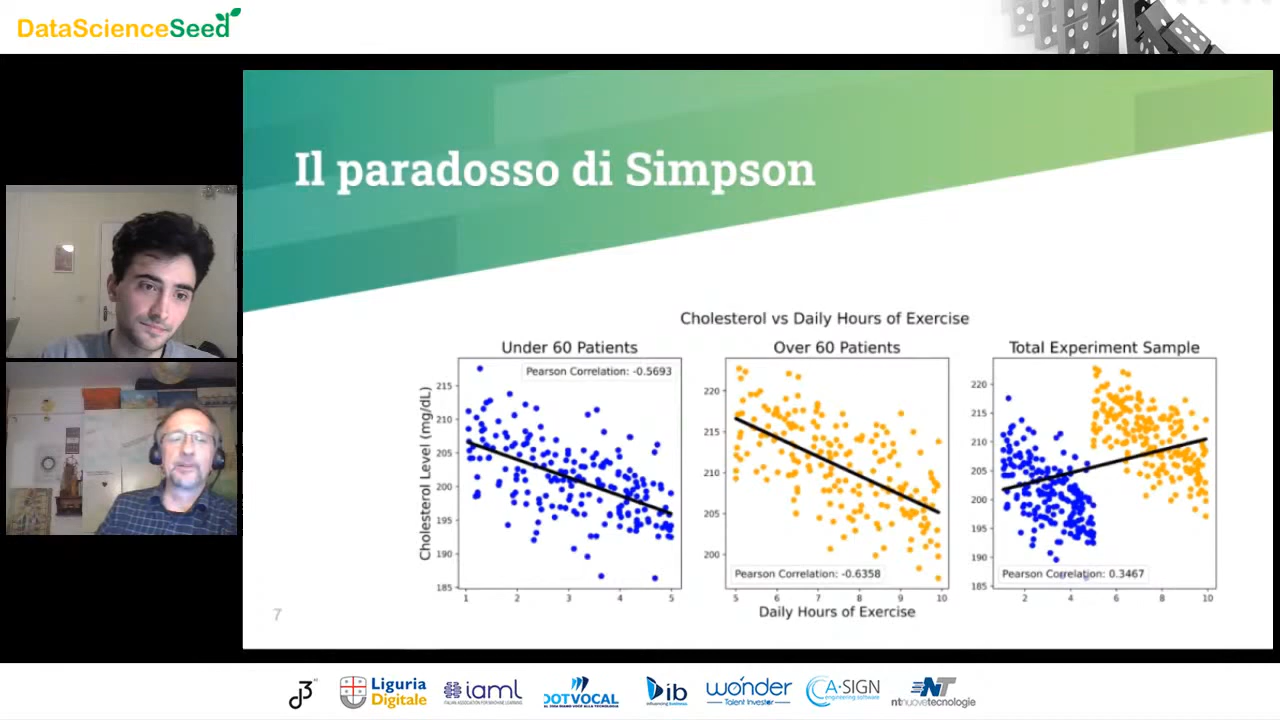 DataScienceSeed
Il paradosso di Simpson
Cholesterol vs Daily Hours of Exercise
Under 60 Patients
Over 60 Patients
Total Experiment Sample
Pearson Correlation: -0.5693
Pearson Correlation: -0.6358
Pearson Correlation: 0.3467
Cholesterol Level (mg/dL)
215
210
205
200
195
190
185
1 2 3 4 5
220
215
210
205
200
5 6 7 8 9 10
220
215
210
205
200
195
190
185
2 4 6 8 10
Daily Hours of Exercise
7
Liguria
Digitale
iaml
ITALIAN ASSOCIATION FOR MACHINE LEARNING
DOTVOCAL
Dib
influencing business
wonder
Talent Investor
A-SIGN
engineering software
NT
ntnuovetecnologie